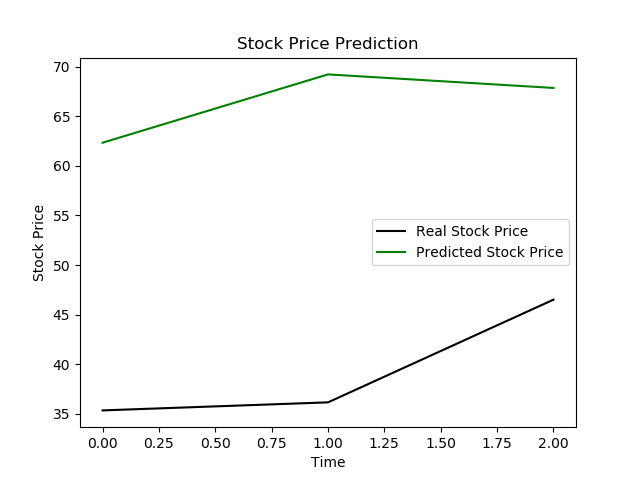 Stock Price Prediction
70
65
60
55
50
45
40
35
Stock Price
Real Stock Price
Predicted Stock Price
0.00 0.25 0.50 0.75 1.00 1.25 1.50 1.75 2.00
Time